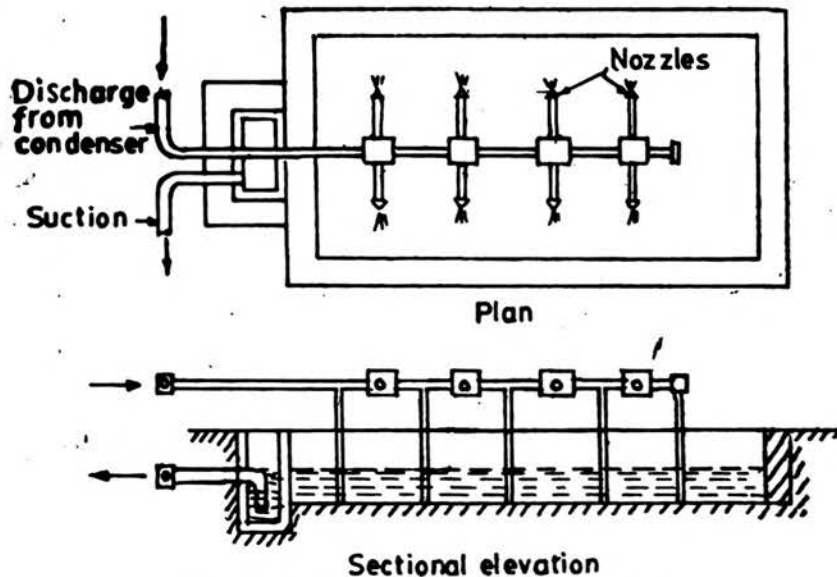 Nozzles
Discharge
from
condenser
Suction
Plan
Sectional elevation